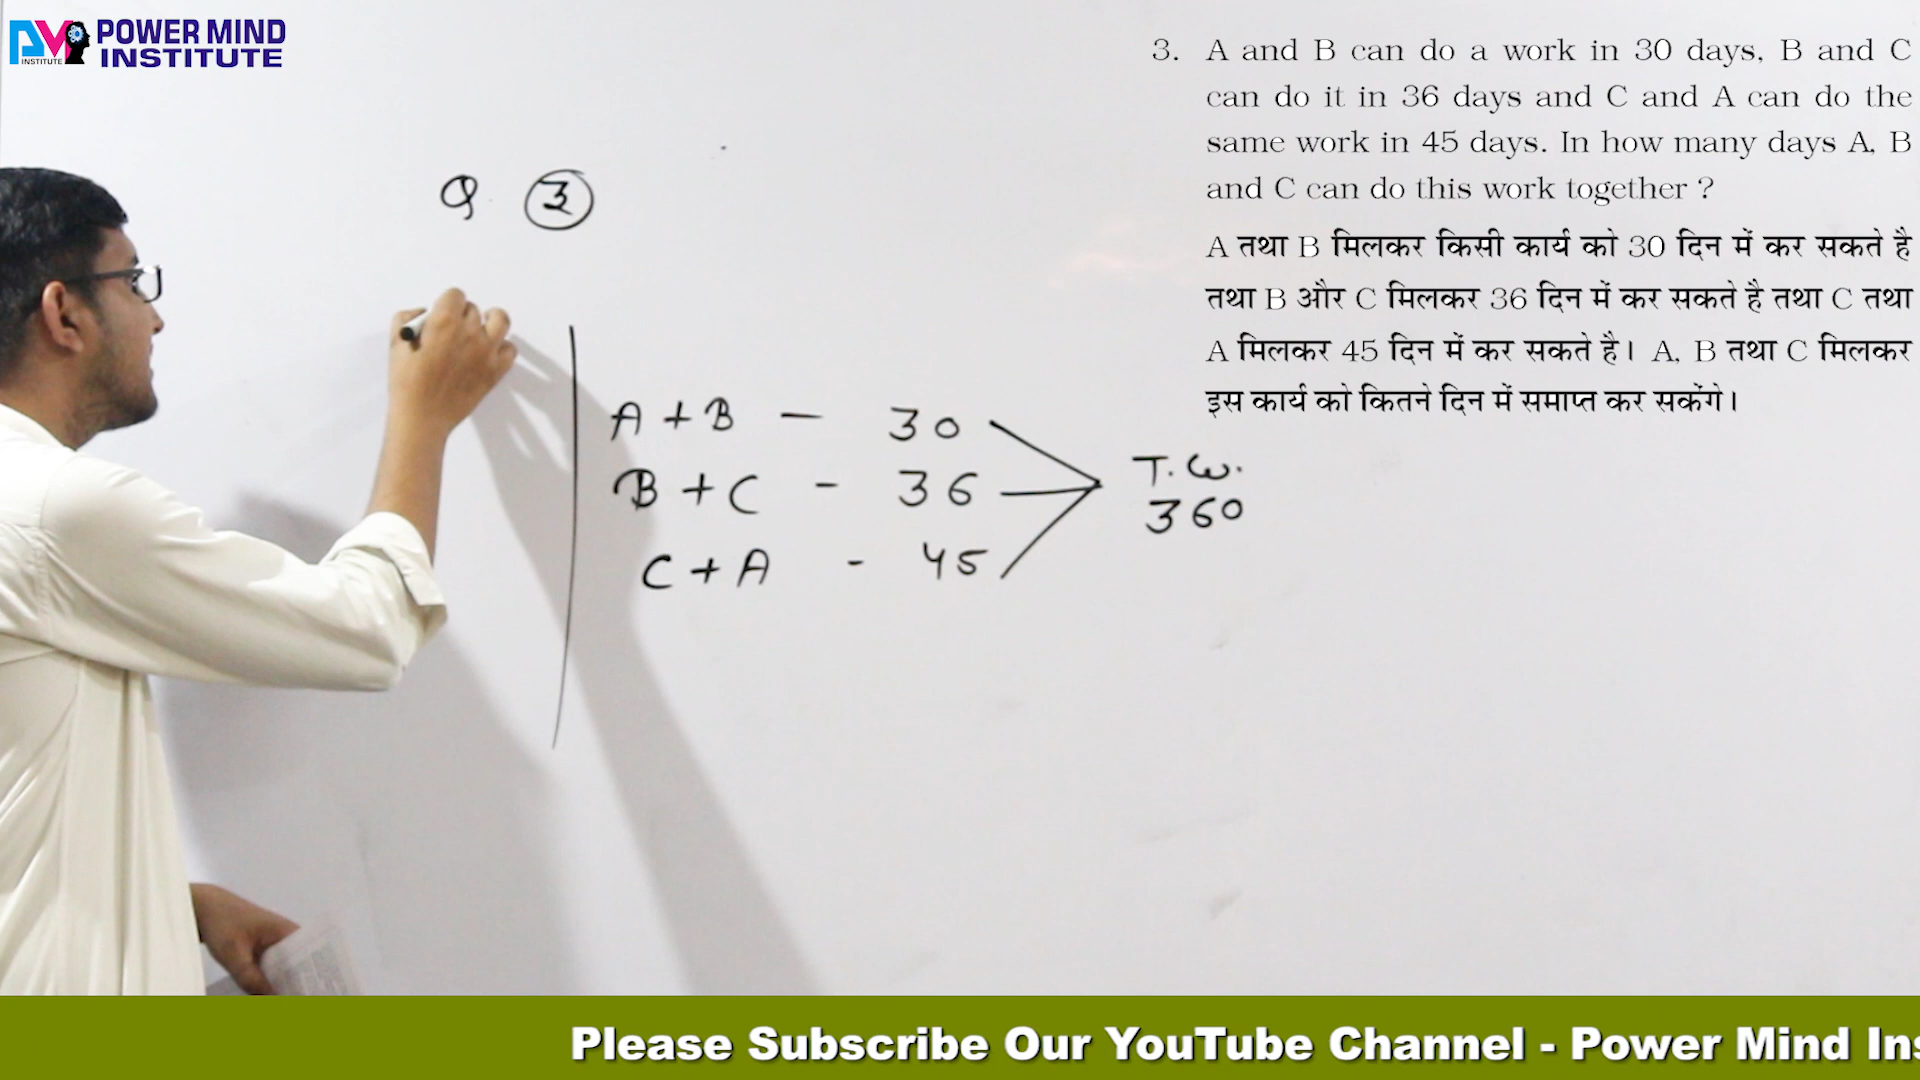 PM
INSTITUTE
POWER MIND
INSTITUTE
3. A and B can do a work in 30 days, B and C
can do it in 36 days and C and A can do the
same work in 45 days. In how many days A, B
and C can do this work together ?
A तथा B मिलकर किसी कार्य को 30 दिन में कर सकते है
तथा B और C मिलकर 36 दिन में कर सकते है तथा C तथा
A मिलकर 45 दिन में कर सकते है। A, B तथा C मिलकर
इस कार्य को कितने दिन में समाप्त कर सकेंगे।
Q. 3
A + B - 30
B + C - 36
C + A - 45
T.W.
360
Please Subscribe Our YouTube Channel - Power Mind Ins